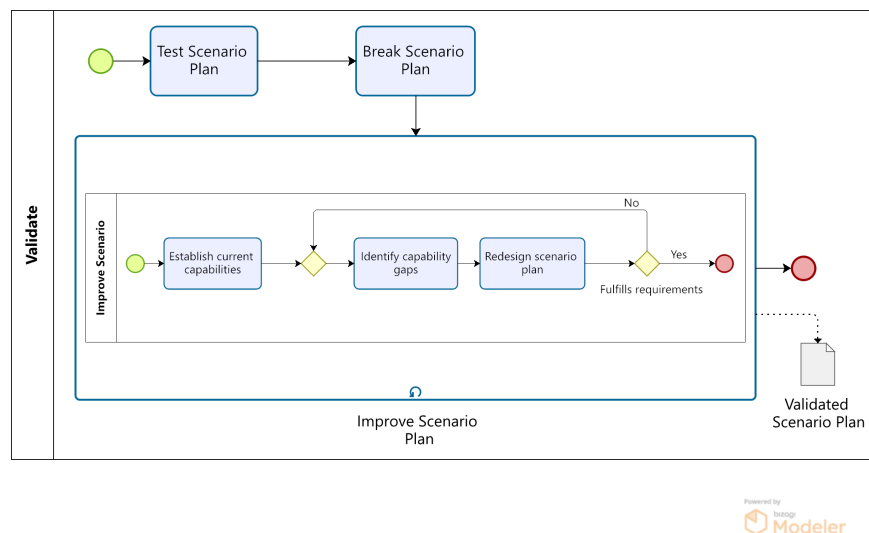 Validate
Test Scenario
Plan
Break Scenario
Plan
Improve Scenario
No
Establish current
capabilities
Identify capability
gaps
Redesign scenario
plan
Yes
Fulfills requirements
Improve Scenario
Plan
Validated
Scenario Plan
Powered by
bizagi
Modeler